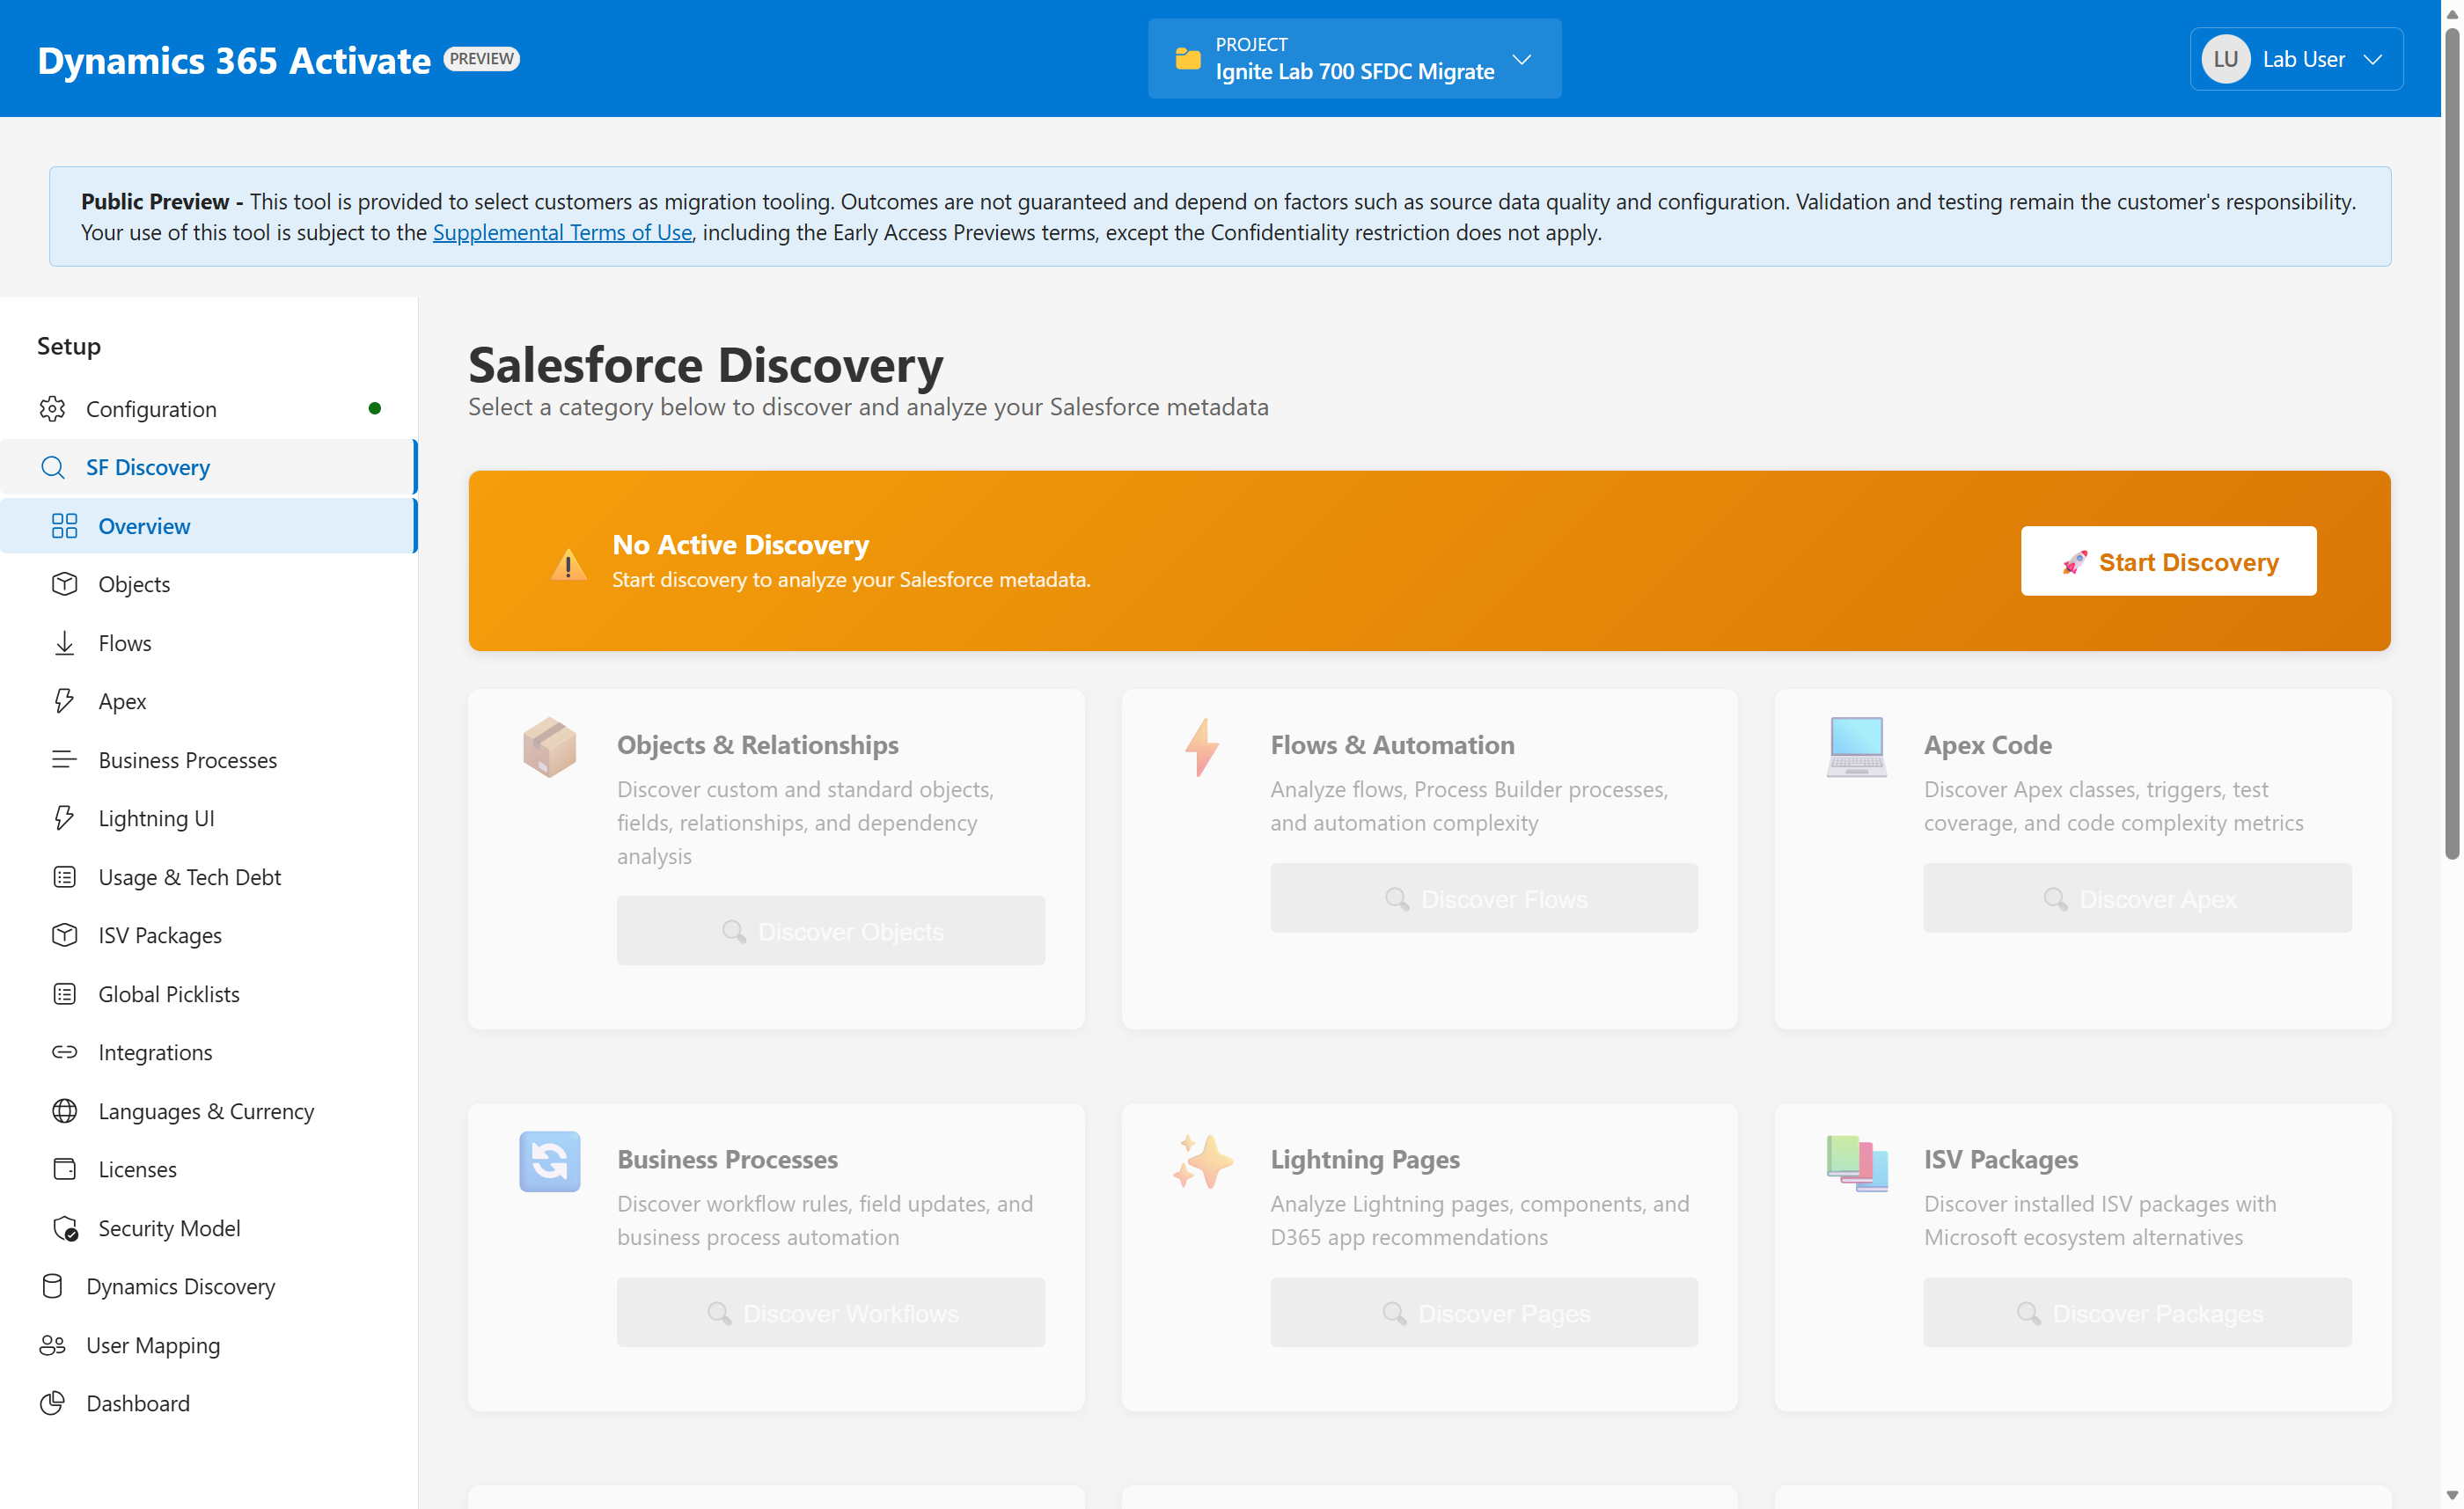 Dynamics 365 Activate PREVIEW
PROJECT
Ignite Lab 700 SFDC Migrate
LU Lab User
Public Preview - This tool is provided to select customers as migration tooling. Outcomes are not guaranteed and depend on factors such as source data quality and configuration. Validation and testing remain the customer's responsibility.
Your use of this tool is subject to the Supplemental Terms of Use, including the Early Access Previews terms, except the Confidentiality restriction does not apply.
Setup
Configuration
SF Discovery
Overview
Objects
Flows
Apex
Business Processes
Lightning UI
Usage & Tech Debt
ISV Packages
Global Picklists
Integrations
Languages & Currency
Licenses
Security Model
Dynamics Discovery
User Mapping
Dashboard
Salesforce Discovery
Select a category below to discover and analyze your Salesforce metadata
No Active Discovery
Start discovery to analyze your Salesforce metadata.
Start Discovery
Objects & Relationships
Discover custom and standard objects,
fields, relationships, and dependency
analysis
Discover Objects
Flows & Automation
Analyze flows, Process Builder processes,
and automation complexity
Discover Flows
Apex Code
Discover Apex classes, triggers, test
coverage, and code complexity metrics
Discover Apex
Business Processes
Discover workflow rules, field updates, and
business process automation
Discover Workflows
Lightning Pages
Analyze Lightning pages, components, and
D365 app recommendations
Discover Pages
ISV Packages
Discover installed ISV packages with
Microsoft ecosystem alternatives
Discover Packages